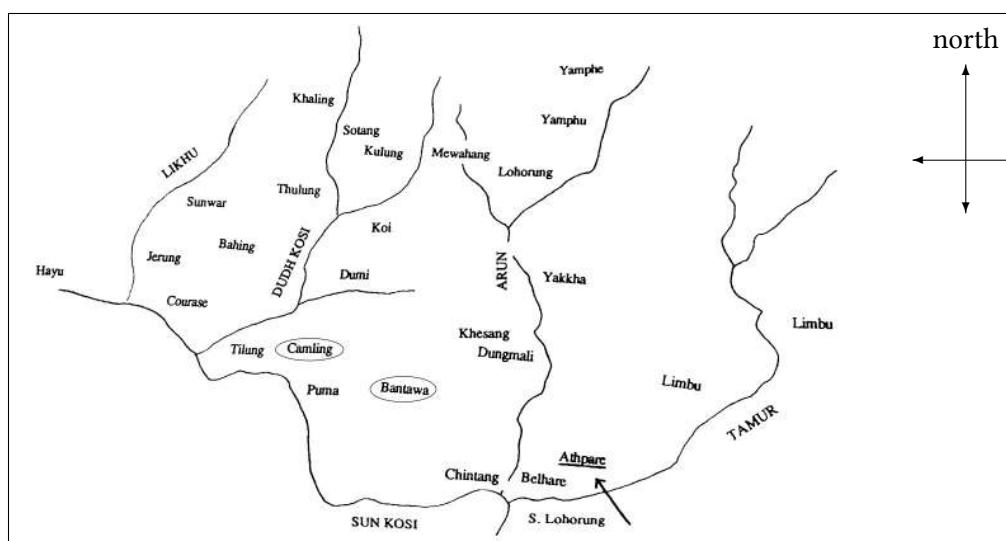 north
Yamphe
Khaling
Yamphu
Sotang
Kulung
Mewahang
LIKHU
Lohorung
Thulung
Sunwar
Koi
DUDH KOSI
Bahing
Jerung
ARUN
Hayu
Dumi
Yakkha
Courase
Limbu
Khesang
Tilung
Camling
Dungmali
Puma
Bantawa
Limbu
TAMUR
Athpare
Chintang
Belhare
SUN KOSI
S. Lohorung